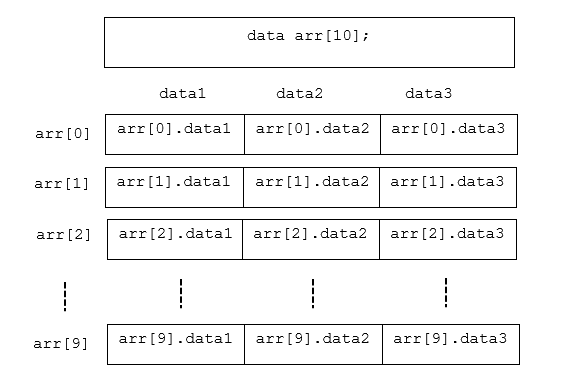 data arr[10];
data1 data2 data3
arr[0] arr[0].data1 arr[0].data2 arr[0].data3
arr[1] arr[1].data1 arr[1].data2 arr[1].data3
arr[2] arr[2].data1 arr[2].data2 arr[2].data3
arr[9] arr[9].data1 arr[9].data2 arr[9].data3